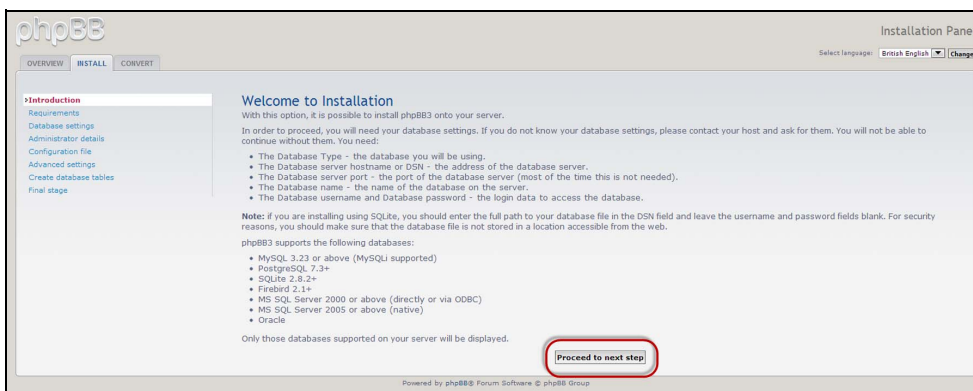 phpBB
Installation Pane
Select language: British English Change
OVERVIEW INSTALL CONVERT
Introduction
Requirements
Database settings
Administrator details
Configuration file
Advanced settings
Create database tables
Final stage
Welcome to Installation
With this option, it is possible to install phpBB3 onto your server.
In order to proceed, you will need your database settings. If you do not know your database settings, please contact your host and ask for them. You will not be able to
continue without them. You need:
• The Database Type - the database you will be using.
• The Database server hostname or DSN - the address of the database server.
• The Database server port - the port of the database server (most of the time this is not needed).
• The Database name - the name of the database on the server.
• The Database username and Database password - the login data to access the database.
Note: if you are installing using SQLite, you should enter the full path to your database file in the DSN field and leave the username and password fields blank. For security
reasons, you should make sure that the database file is not stored in a location accessible from the web.
phpBB3 supports the following databases:
• MySQL 3.23 or above (MySQLi supported)
• PostgreSQL 7.3+
• SQLite 2.8.2+
• Firebird 2.1+
• MS SQL Server 2000 or above (directly or via ODBC)
• MS SQL Server 2005 or above (native)
• Oracle
Only those databases supported on your server will be displayed.
Proceed to next step
Powered by phpBB® Forum Software © phpBB Group